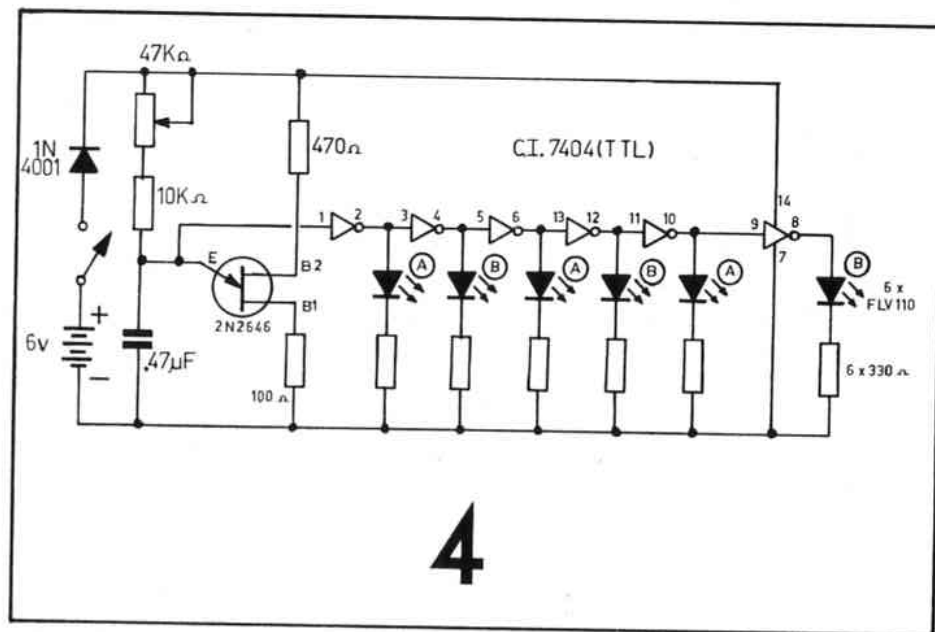 47KΩ
1N
4001
470Ω
C.I. 7404 (TTL)
10KΩ
14
1 2 3 4 5 6 13 12 11 10 9 8
7
E
B2
A B A B A B
B1
2N2646
6 x
FLV 110
6v
+
-
.47µF
100Ω
6 x 330Ω
4